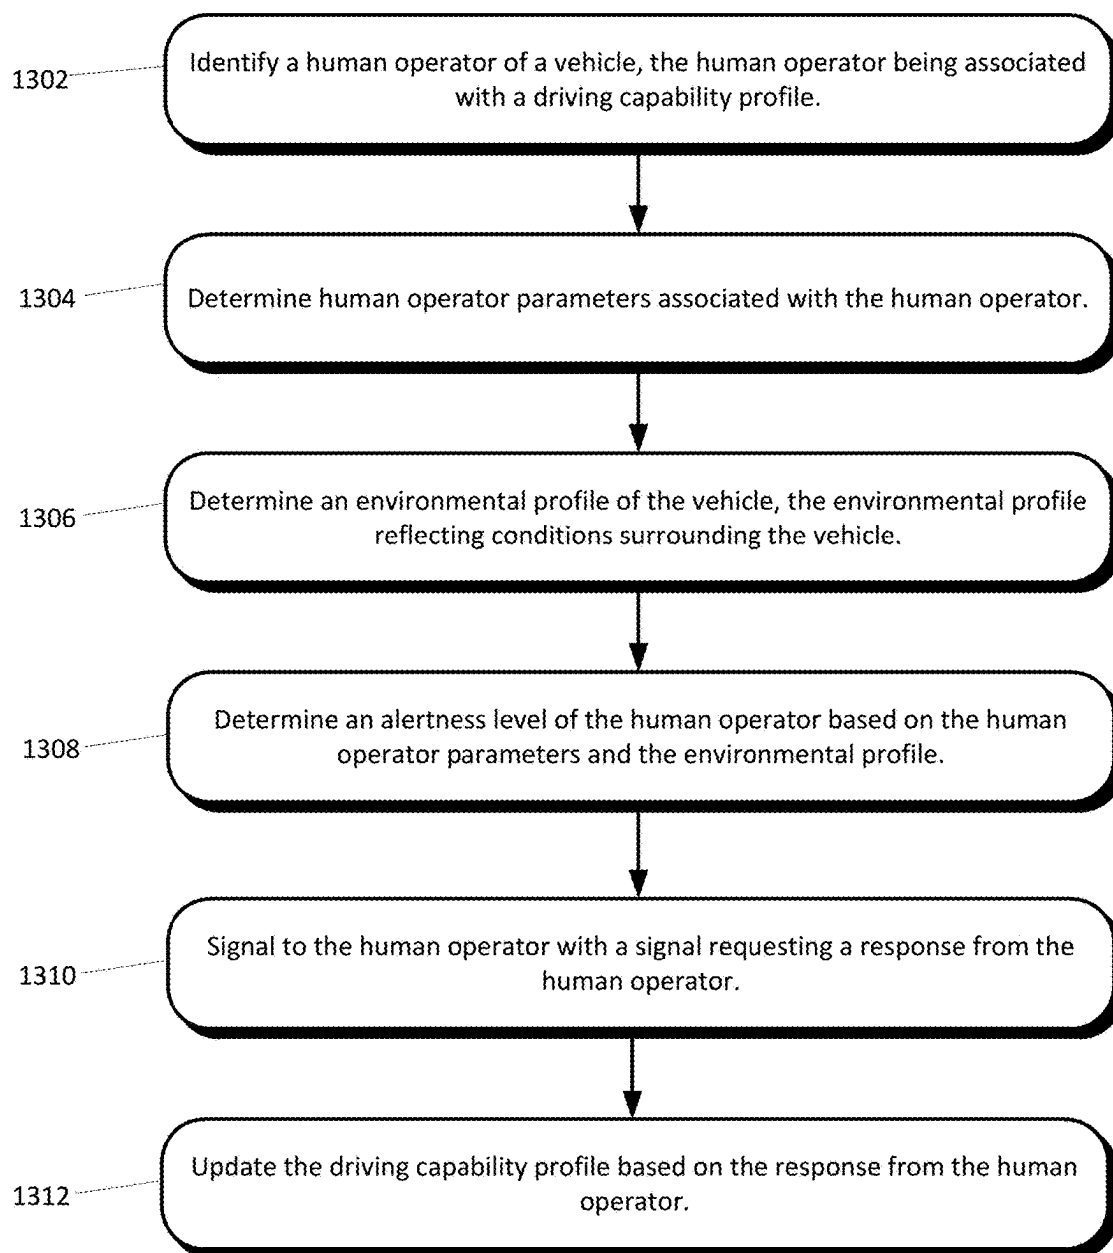 1302
Identify a human operator of a vehicle, the human operator being associated
with a driving capability profile.
1304
Determine human operator parameters associated with the human operator.
1306
Determine an environmental profile of the vehicle, the environmental profile
reflecting conditions surrounding the vehicle.
1308
Determine an alertness level of the human operator based on the human
operator parameters and the environmental profile.
1310
Signal to the human operator with a signal requesting a response from the
human operator.
1312
Update the driving capability profile based on the response from the human
operator.